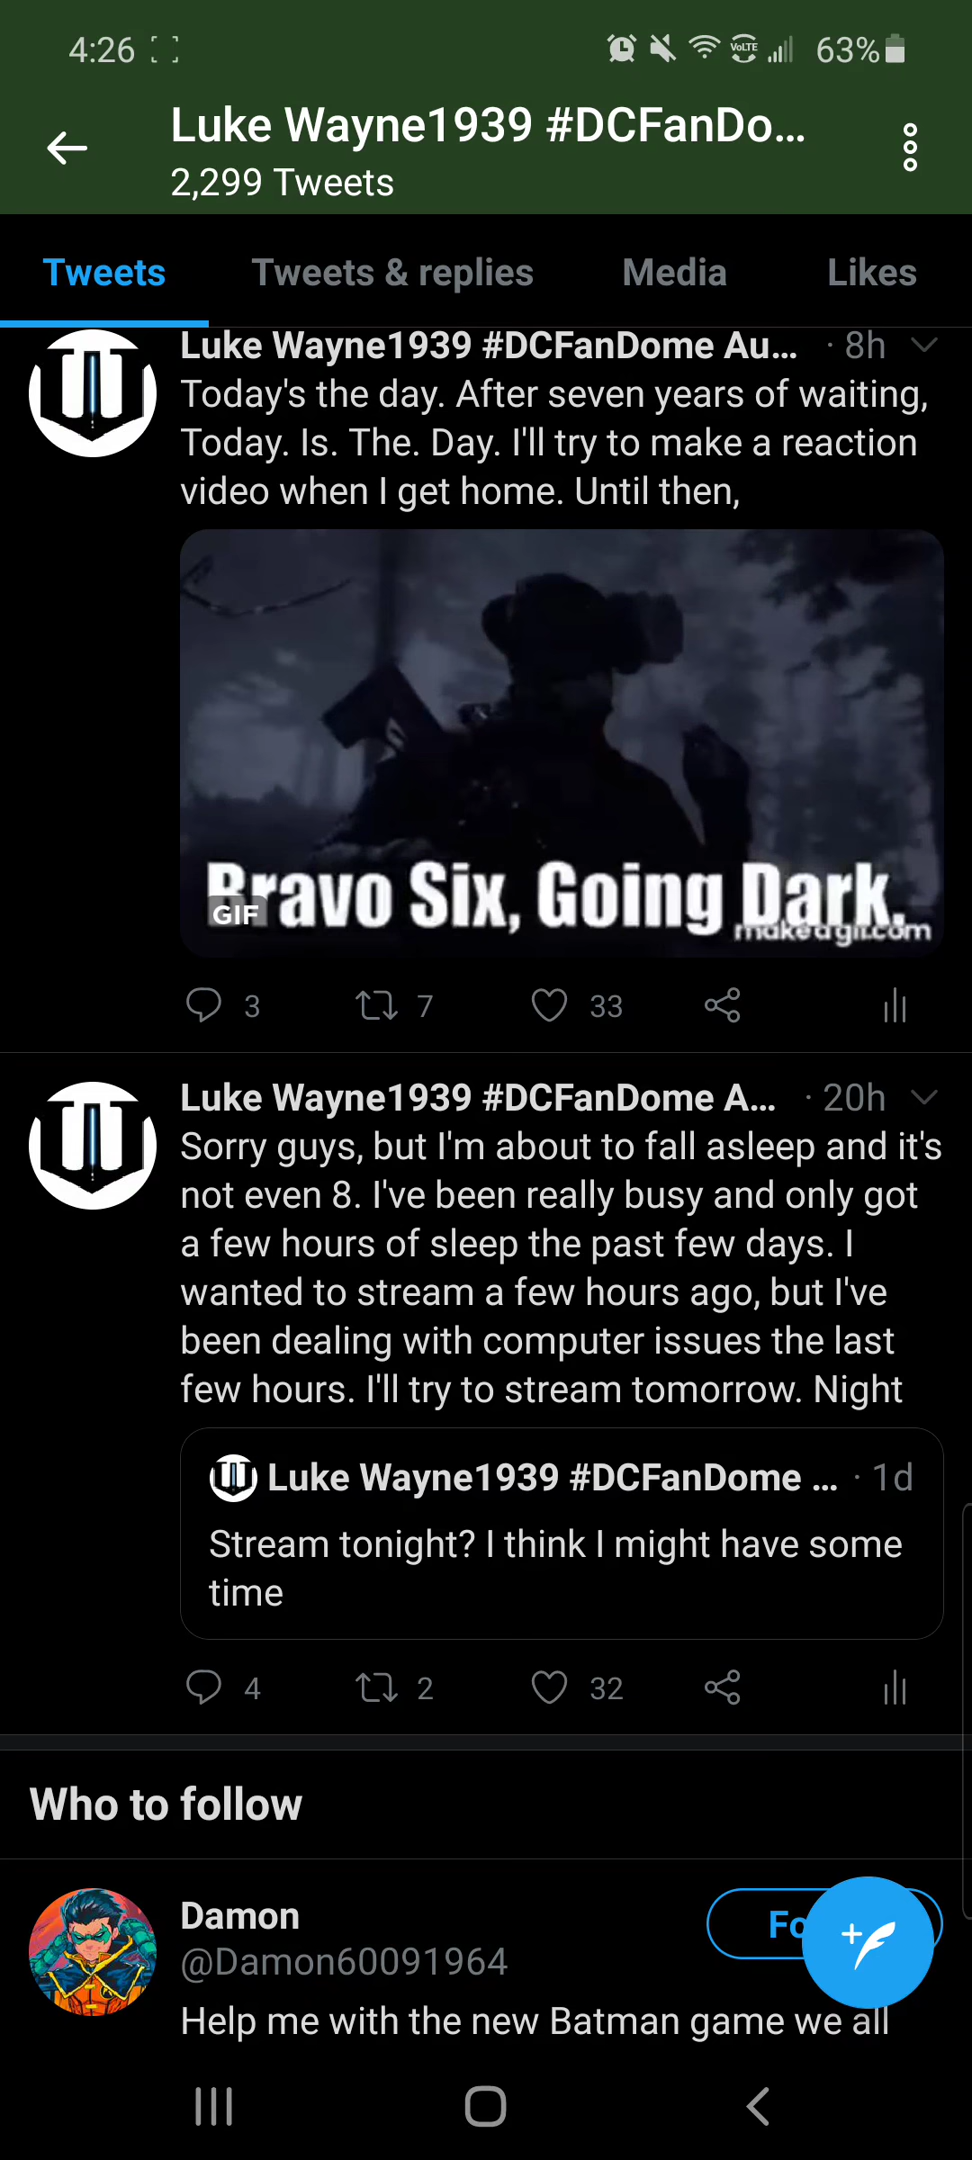 4:26
VoLTE
63%
Luke Wayne1939 #DCFanDo...
2,299 Tweets
Tweets
Tweets & replies
Media
Likes
Luke Wayne1939 #DCFanDome Au... · 8h
Today's the day. After seven years of waiting,
Today. Is. The. Day. I'll try to make a reaction
video when I get home. Until then,
Bravo Six, Going Dark.
GIF
makeagif.com
3
7
33
Luke Wayne1939 #DCFanDome A... · 20h
Sorry guys, but I'm about to fall asleep and it's
not even 8. I've been really busy and only got
a few hours of sleep the past few days. I
wanted to stream a few hours ago, but I've
been dealing with computer issues the last
few hours. I'll try to stream tomorrow. Night
Luke Wayne1939 #DCFanDome ... · 1d
Stream tonight? I think I might have some
time
4
2
32
Who to follow
Damon
Fo
@Damon60091964
Help me with the new Batman game we all